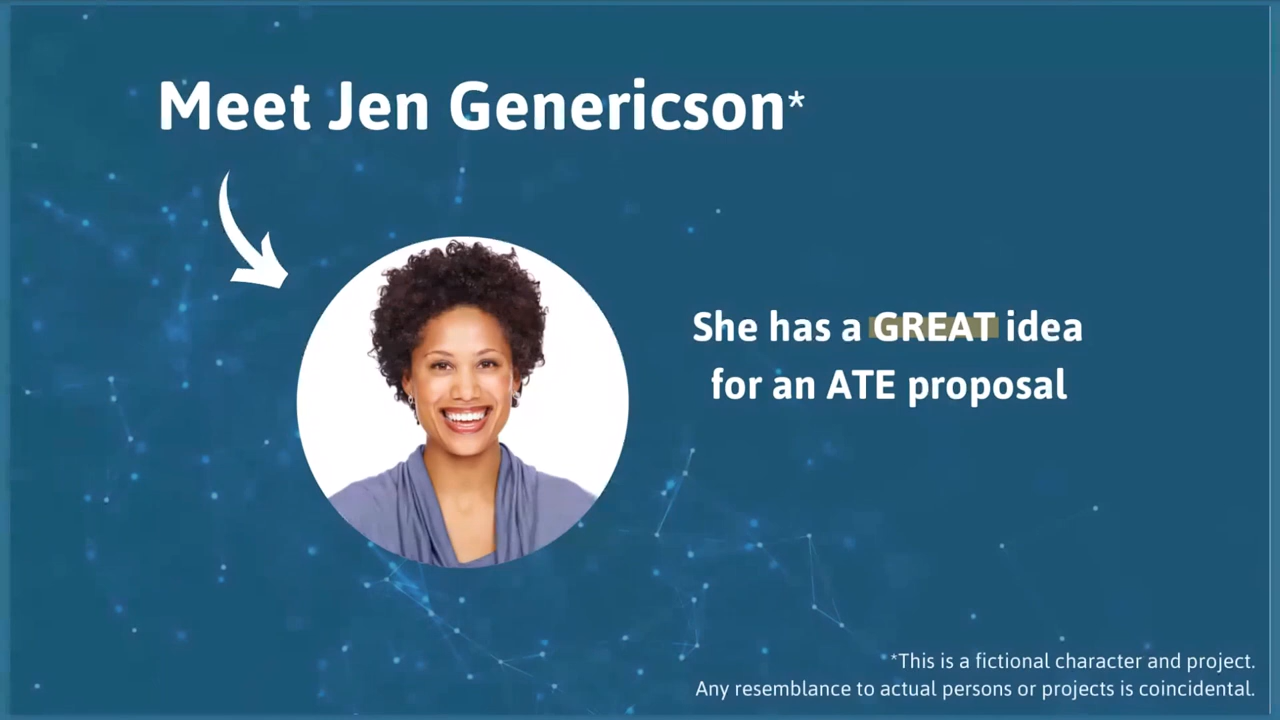 Meet Jen Genericson*
She has a GREAT idea
for an ATE proposal
*This is a fictional character and project.
Any resemblance to actual persons or projects is coincidental.